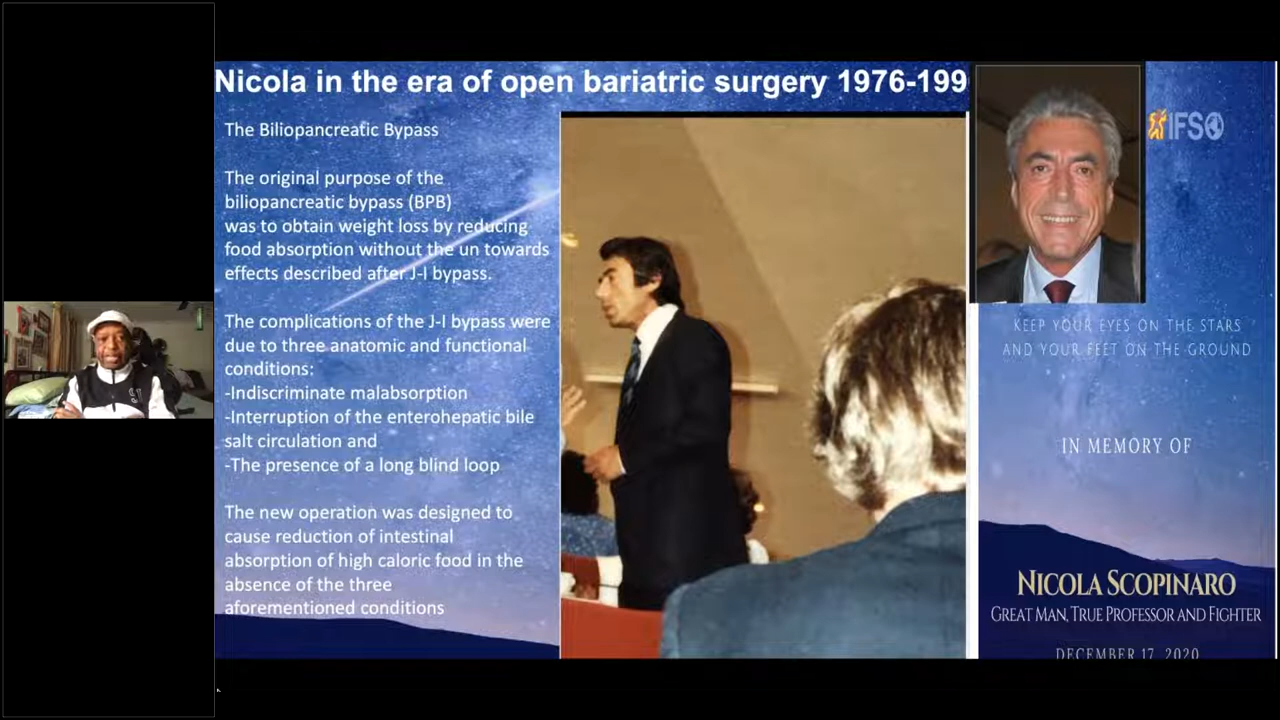 Nicola in the era of open bariatric surgery 1976-199
The Biliopancreatic Bypass
The original purpose of the
biliopancreatic bypass (BPB)
was to obtain weight loss by reducing
food absorption without the un towards
effects described after J-I bypass.
The complications of the J-I bypass were
due to three anatomic and functional
conditions:
-Indiscriminate malabsorption
-Interruption of the enterohepatic bile
salt circulation and
-The presence of a long blind loop
The new operation was designed to
cause reduction of intestinal
absorption of high caloric food in the
absence of the three
aforementioned conditions
IFSO
KEEP YOUR EYES ON THE STARS
AND YOUR FEET ON THE GROUND
IN MEMORY OF
NICOLA SCOPINARO
GREAT MAN, TRUE PROFESSOR AND FIGHTER
DECEMBER 17, 2020